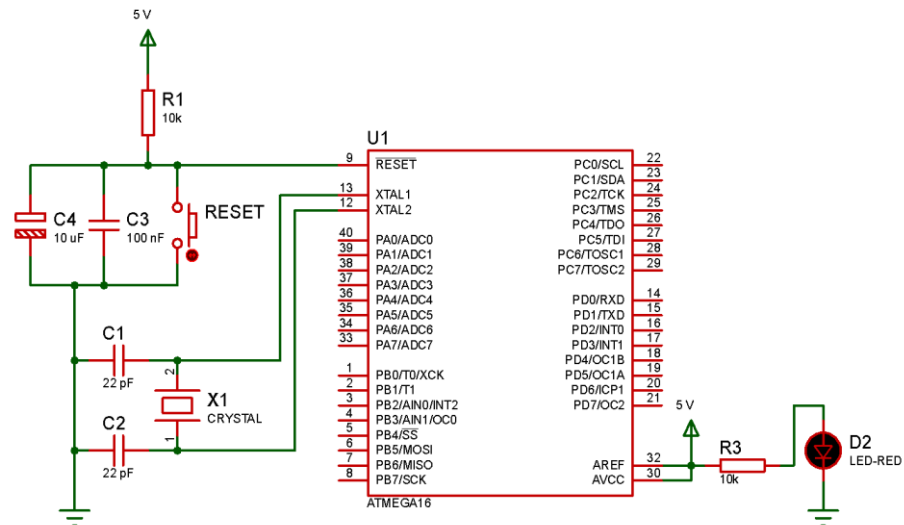 5 V
R1
10k
C4
10 uF
C3
100 nF
RESET
C1
22 pF
2
X1
CRYSTAL
1
C2
22 pF
U1
9 RESET
13 XTAL1
12 XTAL2
40 PA0/ADC0
39 PA1/ADC1
38 PA2/ADC2
37 PA3/ADC3
36 PA4/ADC4
35 PA5/ADC5
34 PA6/ADC6
33 PA7/ADC7
1 PB0/T0/XCK
2 PB1/T1
3 PB2/AIN0/INT2
4 PB3/AIN1/OC0
5 PB4/SS
6 PB5/MOSI
7 PB6/MISO
8 PB7/SCK
PC0/SCL 22
PC1/SDA 23
PC2/TCK 24
PC3/TMS 25
PC4/TDO 26
PC5/TDI 27
PC6/TOSC1 28
PC7/TOSC2 29
PD0/RXD 14
PD1/TXD 15
PD2/INT0 16
PD3/INT1 17
PD4/OC1B 18
PD5/OC1A 19
PD6/ICP1 20
PD7/OC2 21
AREF 32
AVCC 30
ATMEGA16
5 V
R3
10k
D2
LED-RED